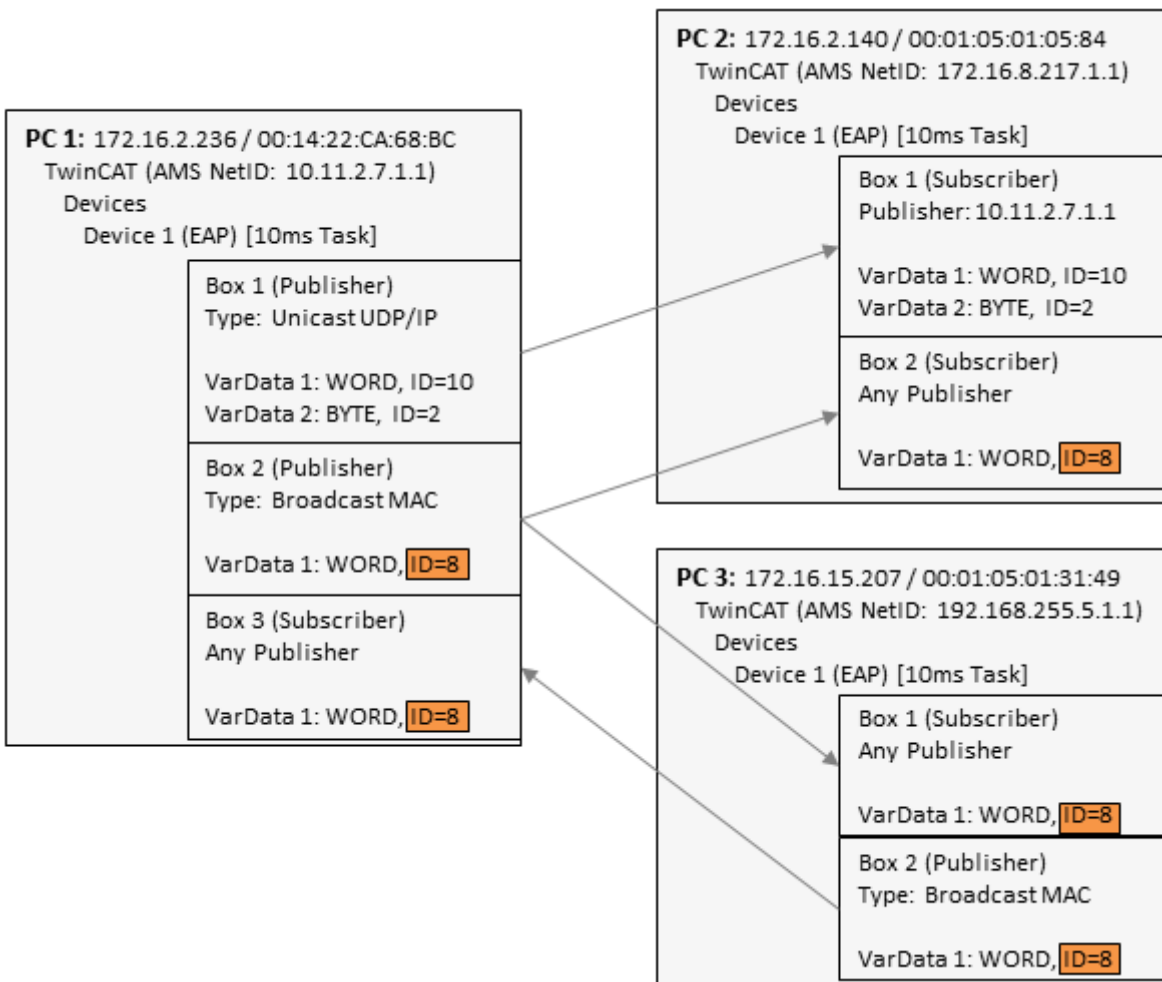 PC 1: 172.16.2.236 / 00:14:22:CA:68:BC
TwinCAT (AMS NetID: 10.11.2.7.1.1)
Devices
Device 1 (EAP) [10ms Task]
Box 1 (Publisher)
Type: Unicast UDP/IP
VarData 1: WORD, ID=10
VarData 2: BYTE, ID=2
Box 2 (Publisher)
Type: Broadcast MAC
VarData 1: WORD, ID=8
Box 3 (Subscriber)
Any Publisher
VarData 1: WORD, ID=8
PC 2: 172.16.2.140 / 00:01:05:01:05:84
TwinCAT (AMS NetID: 172.16.8.217.1.1)
Devices
Device 1 (EAP) [10ms Task]
Box 1 (Subscriber)
Publisher: 10.11.2.7.1.1
VarData 1: WORD, ID=10
VarData 2: BYTE, ID=2
Box 2 (Subscriber)
Any Publisher
VarData 1: WORD, ID=8
PC 3: 172.16.15.207 / 00:01:05:01:31:49
TwinCAT (AMS NetID: 192.168.255.5.1.1)
Devices
Device 1 (EAP) [10ms Task]
Box 1 (Subscriber)
Any Publisher
VarData 1: WORD, ID=8
Box 2 (Publisher)
Type: Broadcast MAC
VarData 1: WORD, ID=8